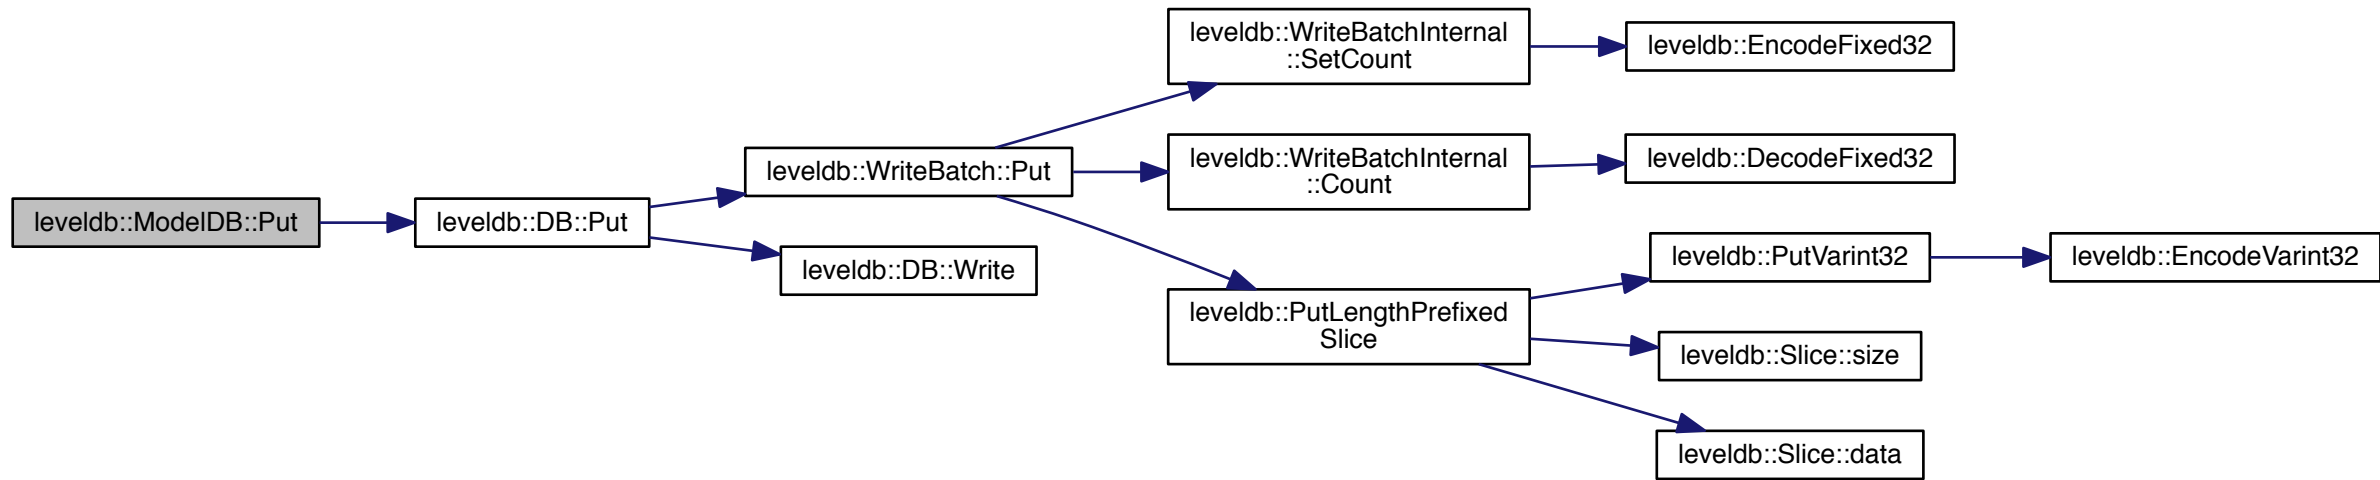 leveldb::ModelDB::Put
leveldb::DB::Put
leveldb::WriteBatch::Put
leveldb::DB::Write
leveldb::WriteBatchInternal
::SetCount
leveldb::WriteBatchInternal
::Count
leveldb::PutLengthPrefixed
Slice
leveldb::EncodeFixed32
leveldb::DecodeFixed32
leveldb::PutVarint32
leveldb::Slice::size
leveldb::Slice::data
leveldb::EncodeVarint32